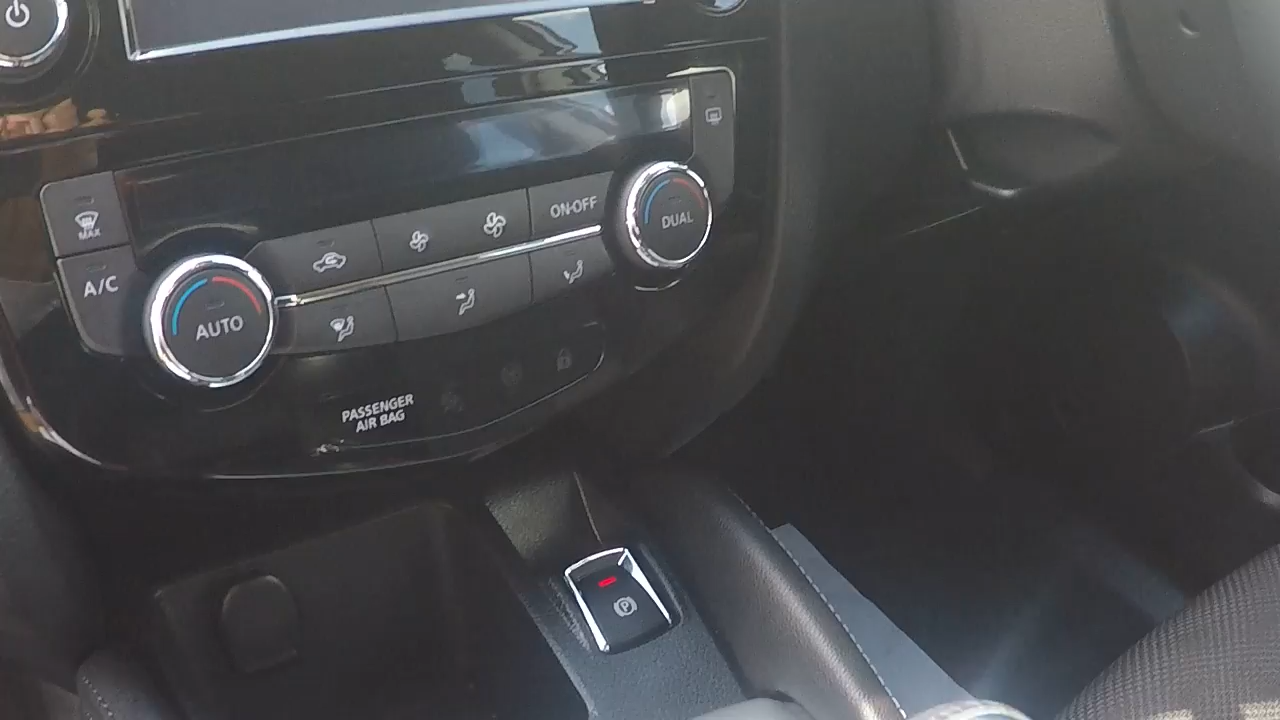 MAX
A/C
AUTO
ON·OFF
DUAL
PASSENGER
AIR BAG
P